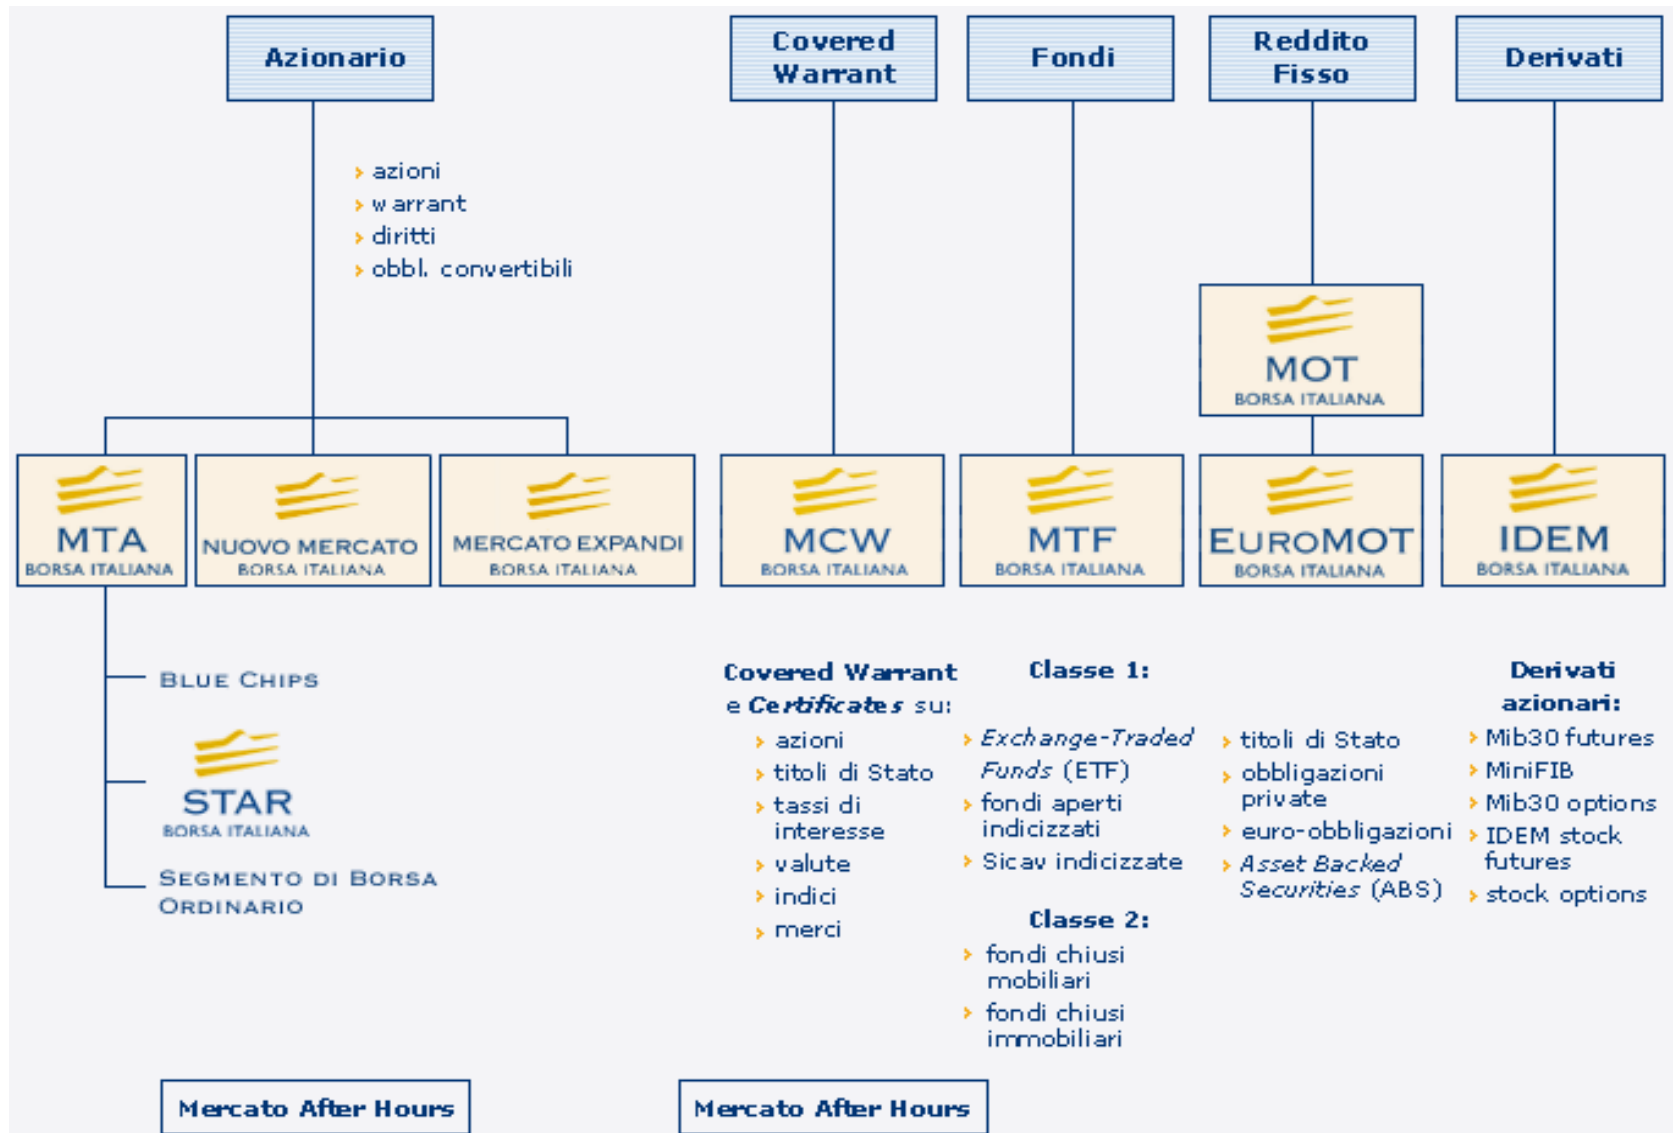 Azionario
Covered
Warrant
Fondi
Reddito
Fisso
Derivati
azioni
warrant
diritti
obbl. convertibili
MOT
BORSA ITALIANA
MTA
BORSA ITALIANA
NUOVO MERCATO
BORSA ITALIANA
MERCATO EXPANDI
BORSA ITALIANA
MCW
BORSA ITALIANA
MTF
BORSA ITALIANA
EUROMOT
BORSA ITALIANA
IDEM
BORSA ITALIANA
BLUE CHIPS
STAR
BORSA ITALIANA
SEGMENTO DI BORSA
ORDINARIO
Covered Warrant
e Certificates su:
azioni
titoli di Stato
tassi di
interesse
valute
indici
merci
Classe 1:
Exchange-Traded
Funds (ETF)
fondi aperti
indicizzati
Sicav indicizzate
Classe 2:
fondi chiusi
mobiliari
fondi chiusi
immobiliari
titoli di Stato
obbligazioni
private
euro-obbligazioni
Asset Backed
Securities (ABS)
Derivati
azionari:
Mib30 futures
MiniFIB
Mib30 options
IDEM stock
futures
stock options
Mercato After Hours
Mercato After Hours